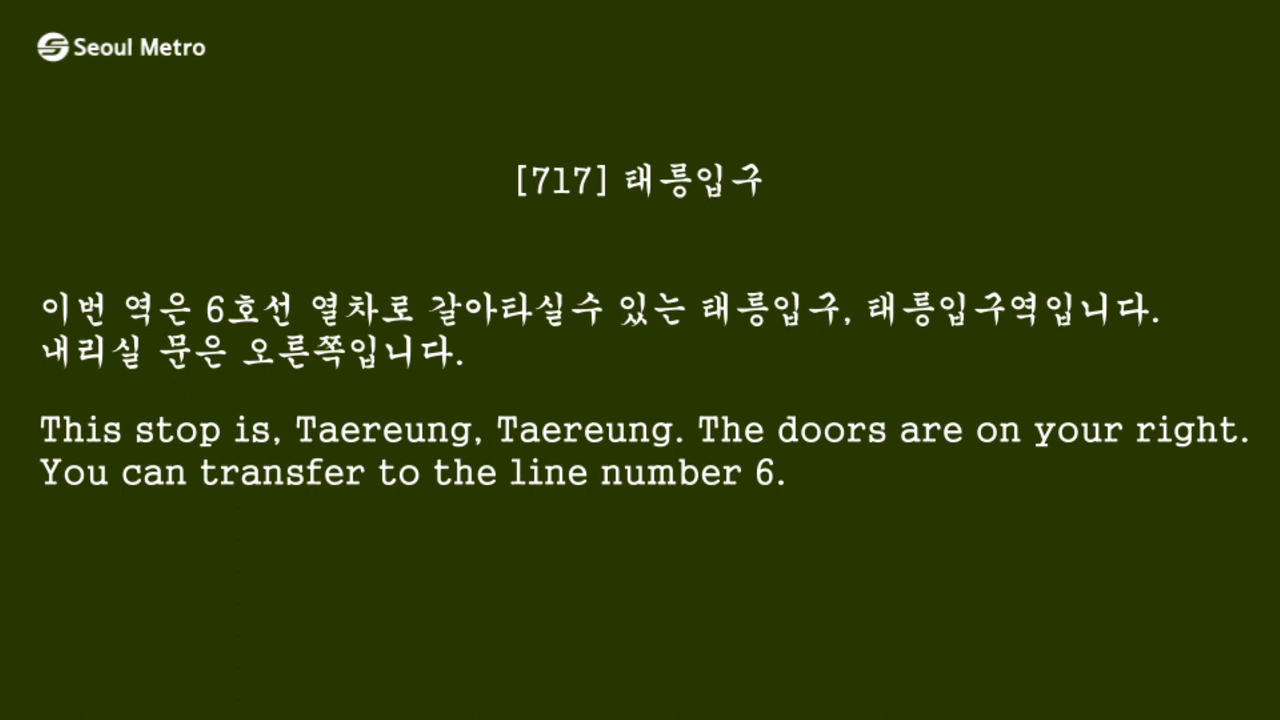 Seoul Metro
[717] 태릉입구
이번 역은 6호선 열차로 갈아타실수 있는 태릉입구, 태릉입구역입니다.
내리실 문은 오른쪽입니다.
This stop is, Taereung, Taereung. The doors are on your right.
You can transfer to the line number 6.